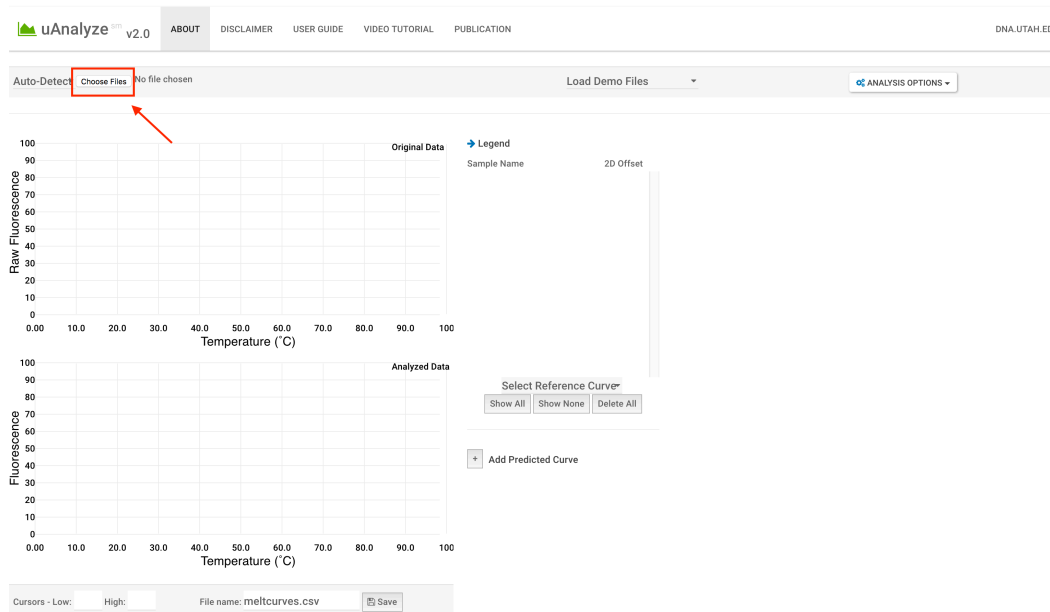 uAnalyze sm v2.0 ABOUT DISCLAIMER USER GUIDE VIDEO TUTORIAL PUBLICATION DNA.UTAH.ED
Auto-Detect Choose Files No file chosen Load Demo Files ANALYSIS OPTIONS
100 Original Data
90
80
70
60
50
40
30
20
10
0
Raw Fluorescence
0.00 10.0 20.0 30.0 40.0 50.0 60.0 70.0 80.0 90.0 100
Temperature (°C)
Legend
Sample Name 2D Offset
Select Reference Curve
Show All Show None Delete All
+ Add Predicted Curve
100 Analyzed Data
90
80
70
60
50
40
30
20
10
0
Fluorescence
0.00 10.0 20.0 30.0 40.0 50.0 60.0 70.0 80.0 90.0 100
Temperature (°C)
Cursors - Low: High: File name: meltcurves.csv Save